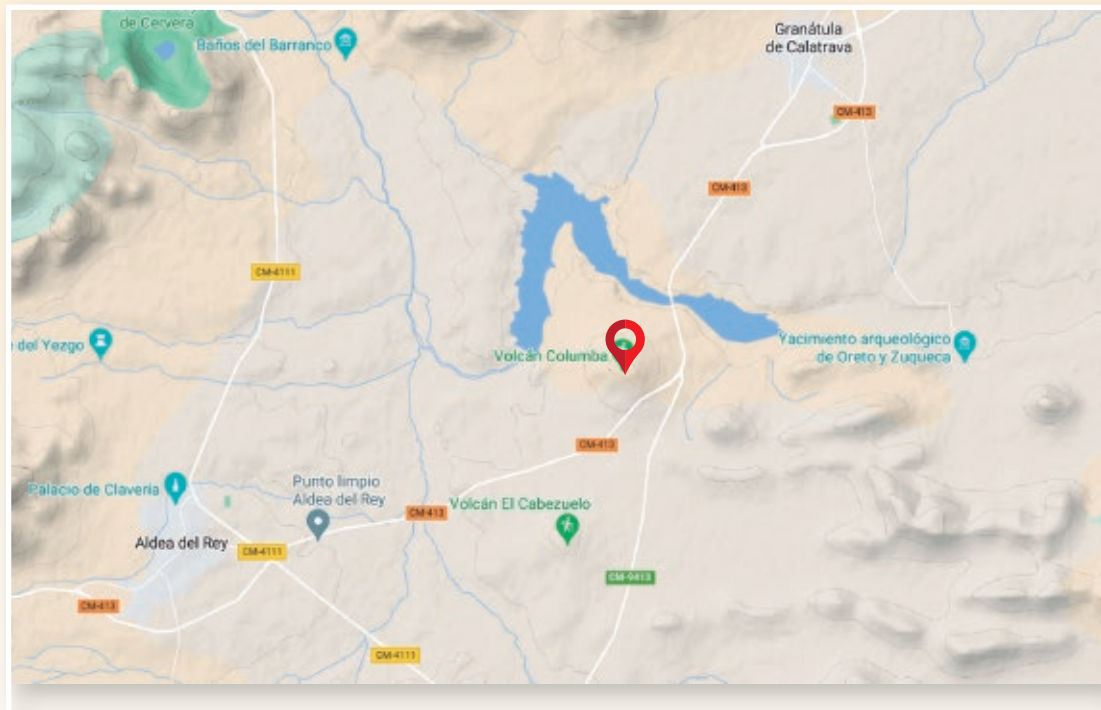 de Cervera
Baños del Barranco
Granátula
de Calatrava
CM-413
CM-413
CM-4111
del Yezgo
Volcán Columba
Yacimiento arqueológico
de Oreto y Zuqueca
CM-413
Palacio de Clavería
Punto limpio
Aldea del Rey
Volcán El Cabezuelo
CM-413
Aldea del Rey
CM-4111
CM-9413
CM-413
CM-4111